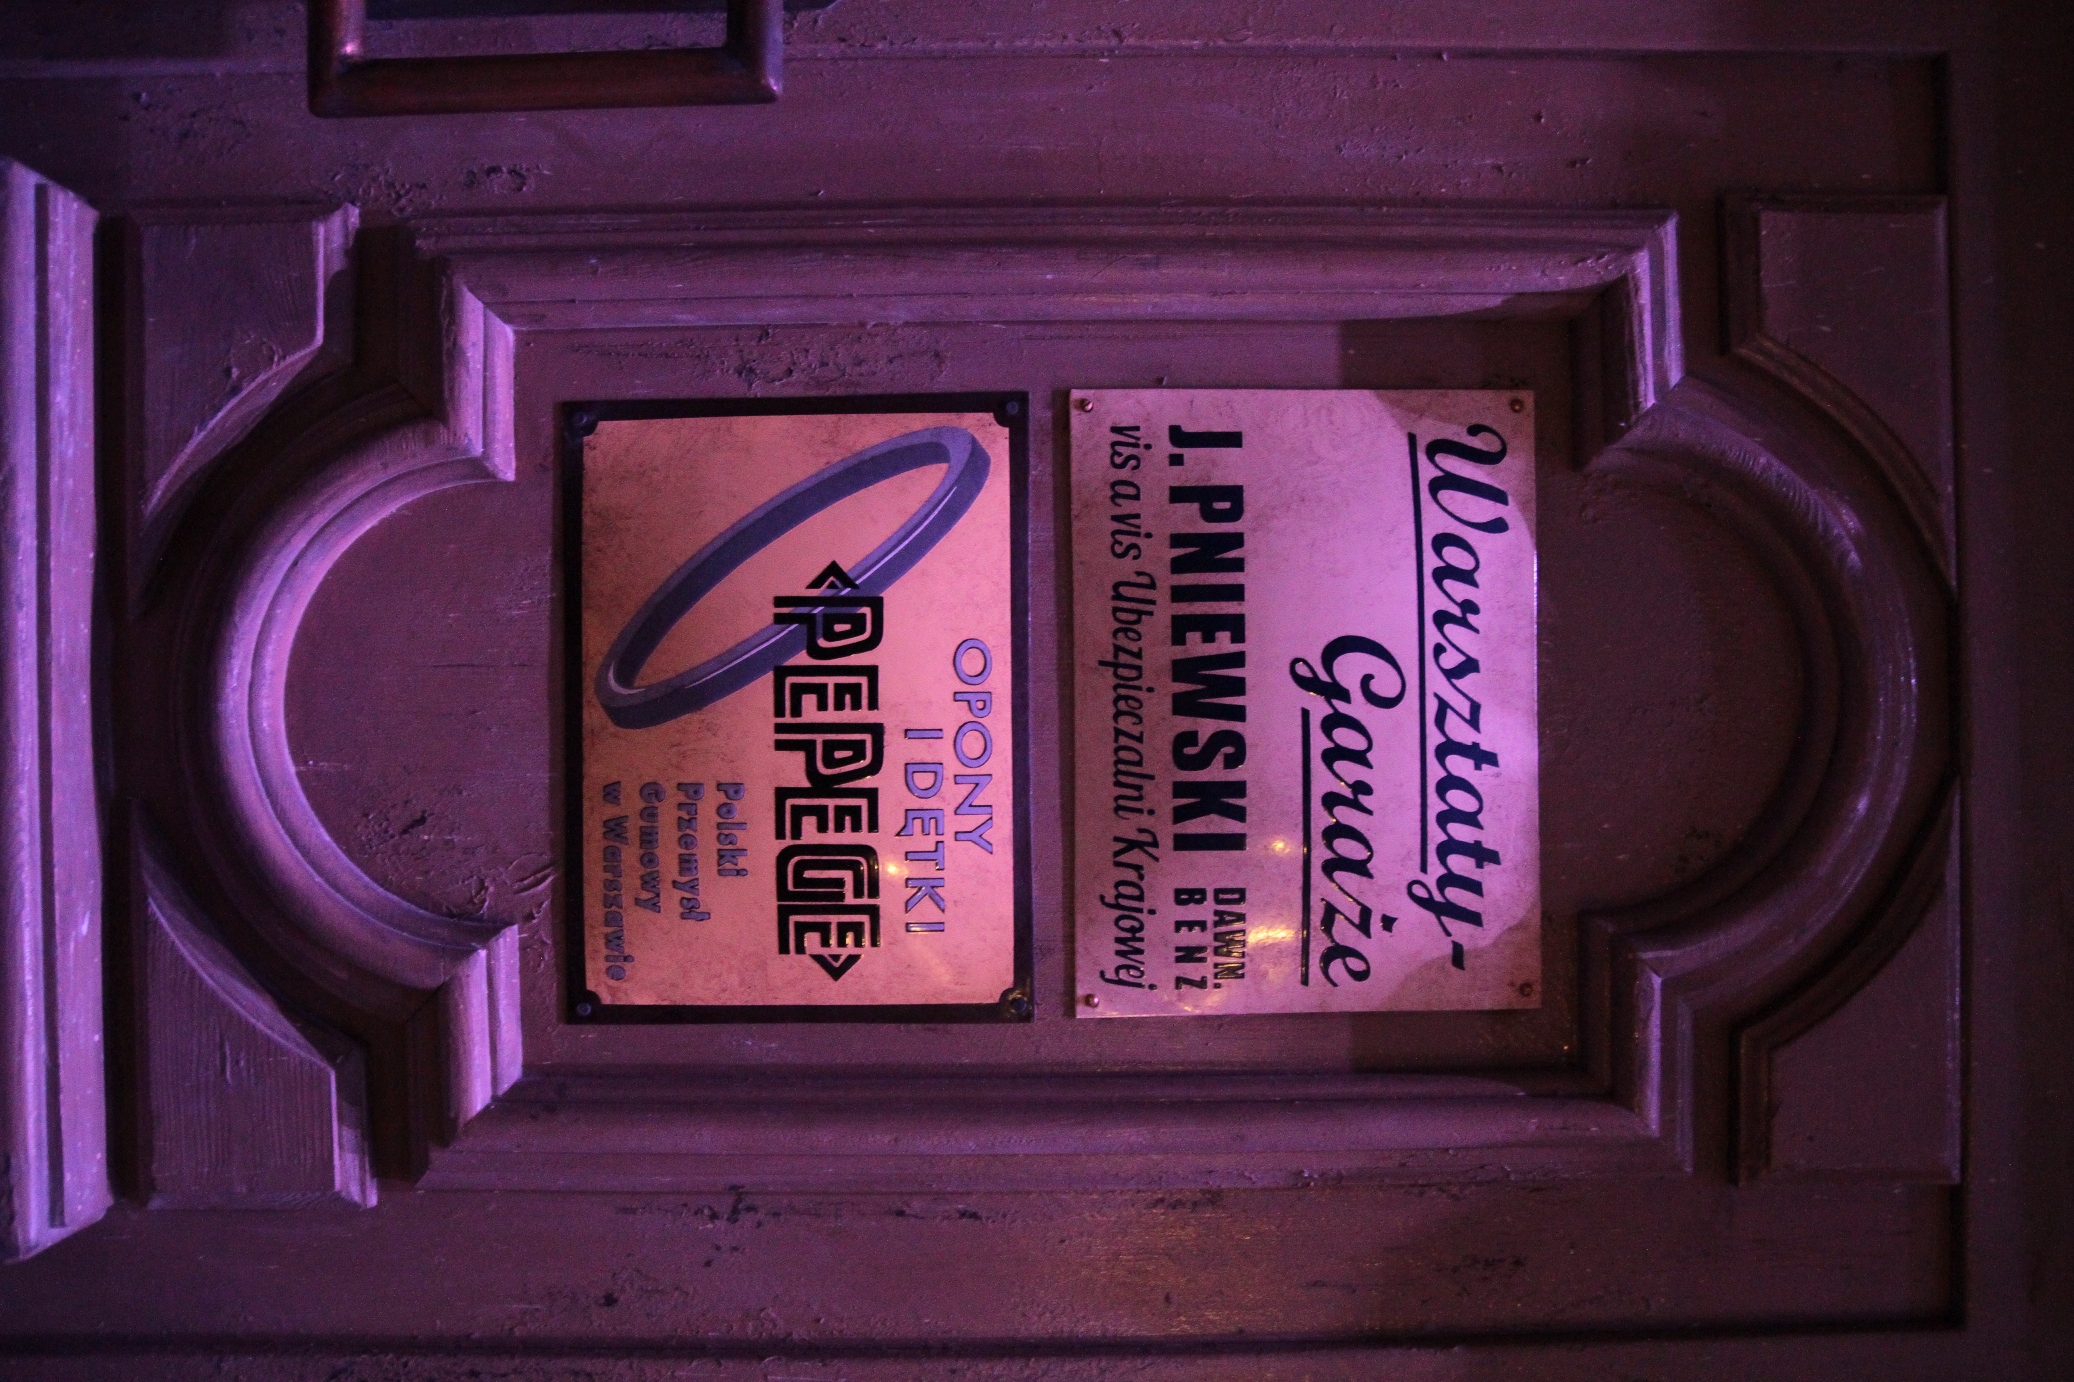 Warsztaty-
Garaże
J. PNIEWSKI DAWN. BENZ
vis a vis Ubezpieczalni Krajowej
OPONY
I DĘTKI
PEPEGE
Polski
Przemysł
Gumowy
w Warszawie